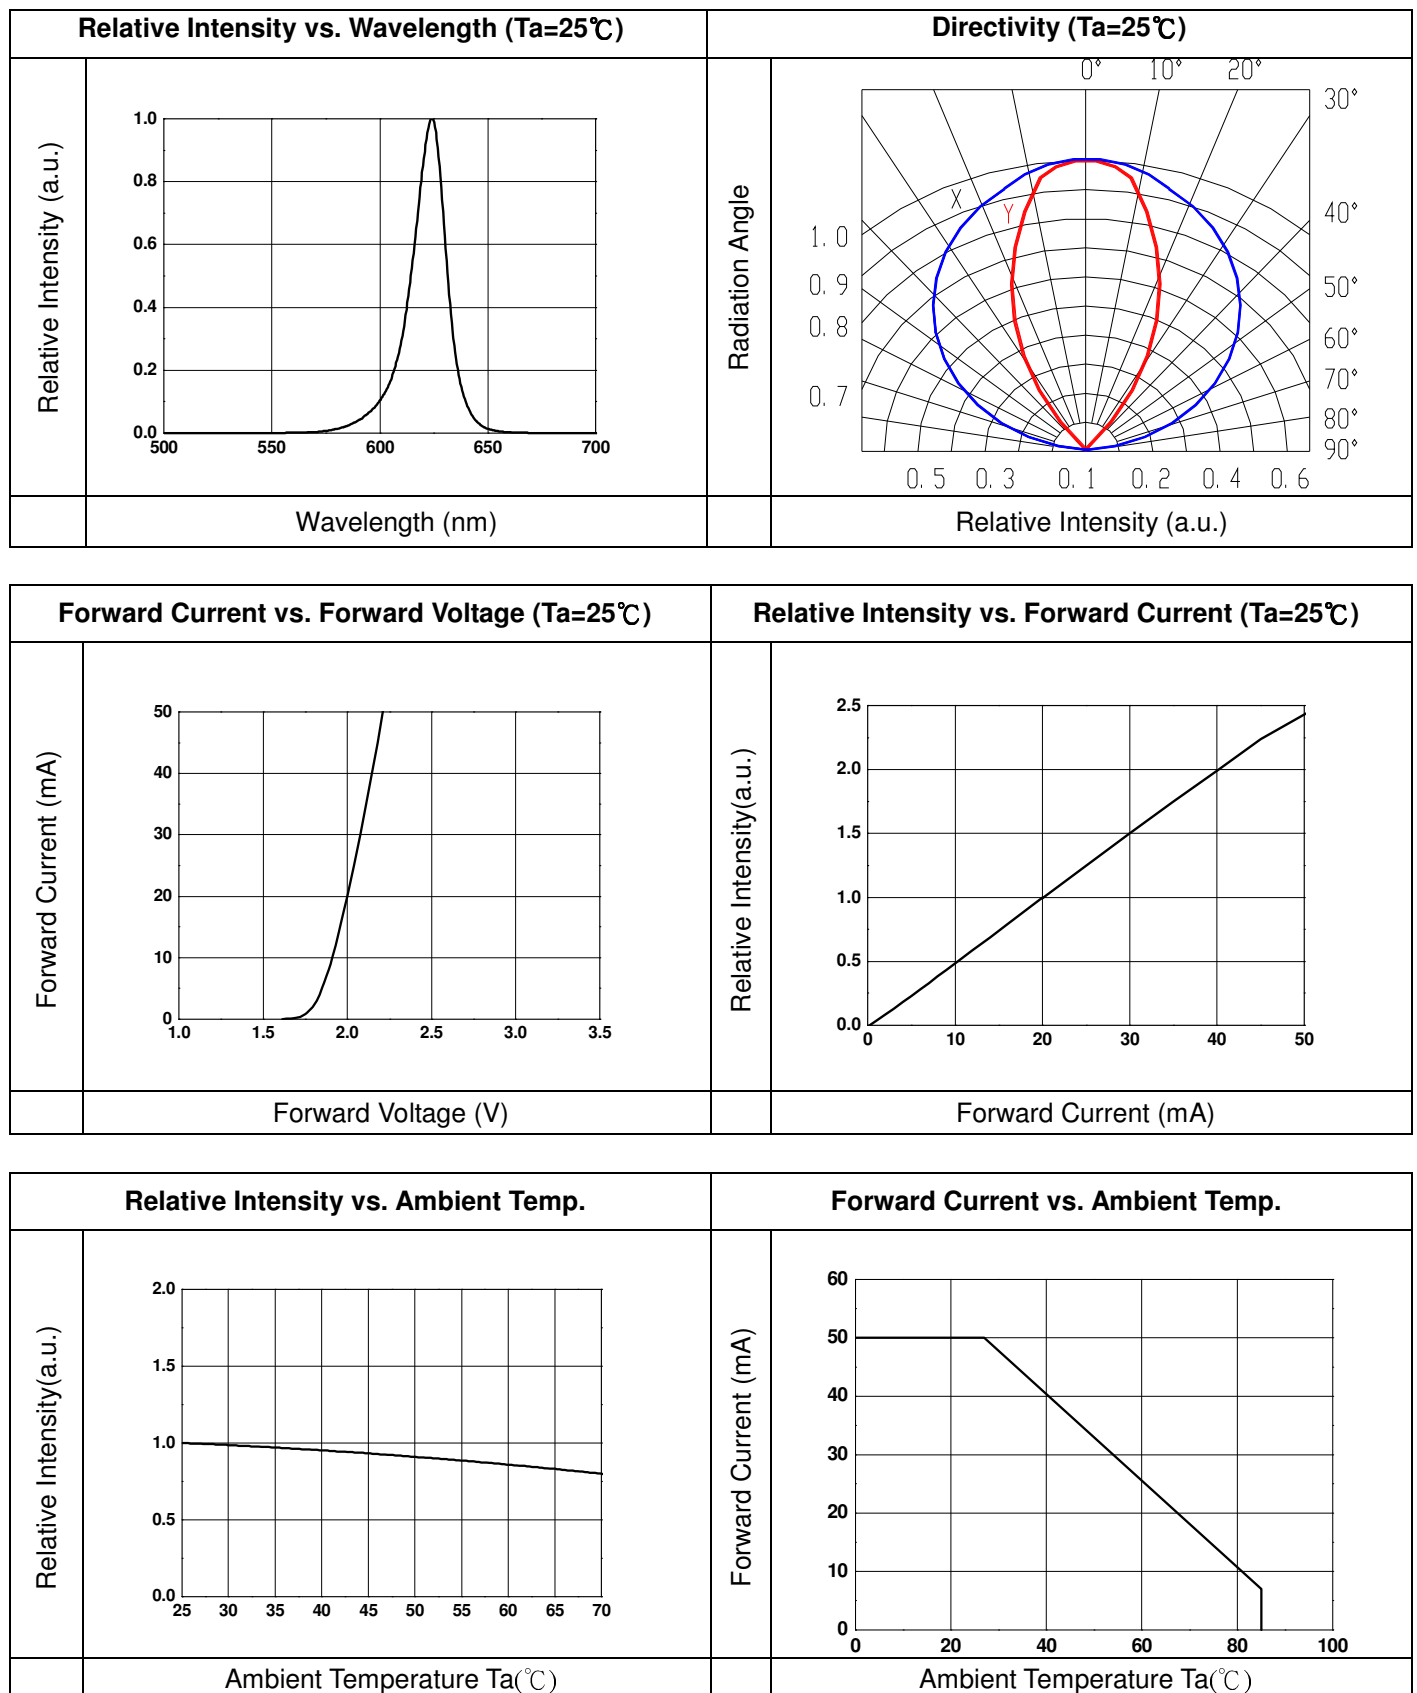 Relative Intensity vs. Wavelength (Ta=25℃)
Relative Intensity (a.u.)
1.0
0.8
0.6
0.4
0.2
0.0
500 550 600 650 700
Wavelength (nm)
Directivity (Ta=25℃)
Radiation Angle
0° 10° 20°
30°
40°
50°
60°
70°
80°
90°
X
Y
1.0
0.9
0.8
0.7
0.5 0.3 0.1 0.2 0.4 0.6
Relative Intensity (a.u.)
Forward Current vs. Forward Voltage (Ta=25℃)
Forward Current (mA)
50
40
30
20
10
0
1.0 1.5 2.0 2.5 3.0 3.5
Forward Voltage (V)
Relative Intensity vs. Forward Current (Ta=25℃)
Relative Intensity(a.u.)
2.5
2.0
1.5
1.0
0.5
0.0
0 10 20 30 40 50
Forward Current (mA)
Relative Intensity vs. Ambient Temp.
Relative Intensity(a.u.)
2.0
1.5
1.0
0.5
0.0
25 30 35 40 45 50 55 60 65 70
Ambient Temperature Ta(℃)
Forward Current vs. Ambient Temp.
Forward Current (mA)
60
50
40
30
20
10
0
0 20 40 60 80 100
Ambient Temperature Ta(℃)